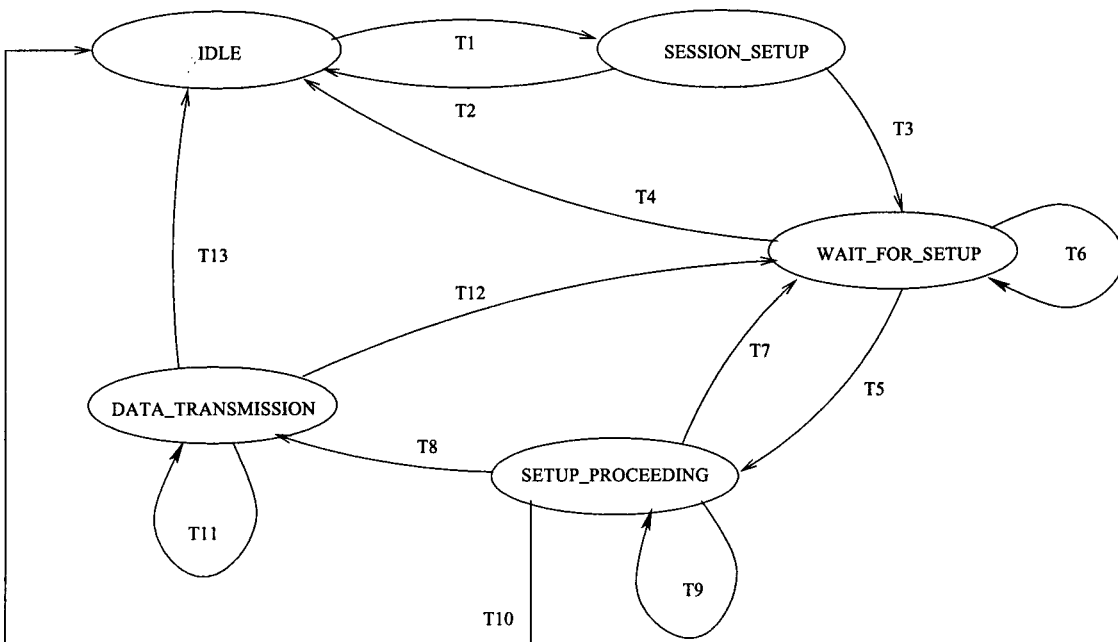 IDLE
T1
SESSION_SETUP
T2
T3
T4
WAIT_FOR_SETUP
T6
T13
T12
T7
T5
DATA_TRANSMISSION
T8
SETUP_PROCEEDING
T11
T9
T10